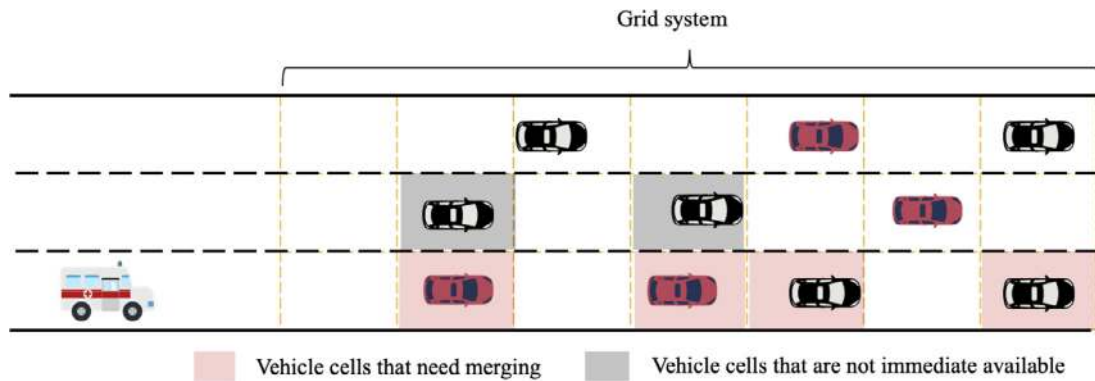 Grid system
Vehicle cells that need merging
Vehicle cells that are not immediate available